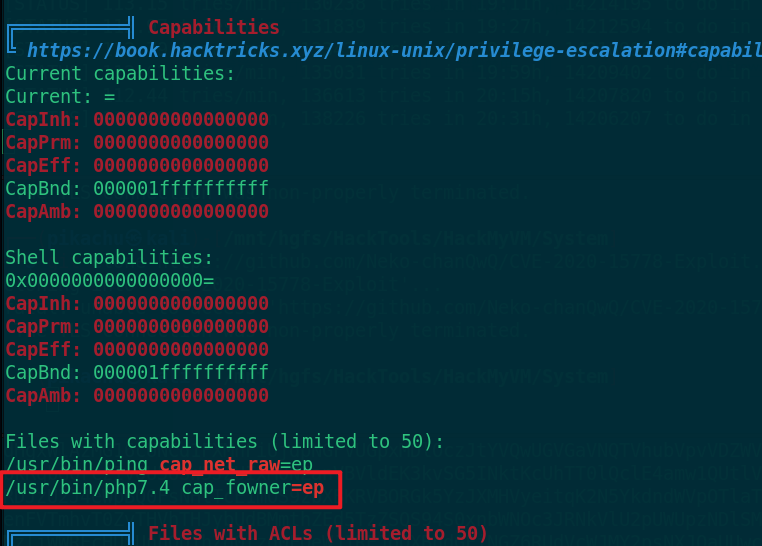 Capabilities
https://book.hacktricks.xyz/linux-unix/privilege-escalation#capabil
Current capabilities:
Current: =
CapInh: 0000000000000000
CapPrm: 0000000000000000
CapEff: 0000000000000000
CapBnd: 000001ffffffffff
CapAmb: 0000000000000000
Shell capabilities:
0x0000000000000000=
CapInh: 0000000000000000
CapPrm: 0000000000000000
CapEff: 0000000000000000
CapBnd: 000001ffffffffff
CapAmb: 0000000000000000
Files with capabilities (limited to 50):
/usr/bin/ping cap_net_raw=ep
/usr/bin/php7.4 cap_fowner=ep
Files with ACLs (limited to 50)